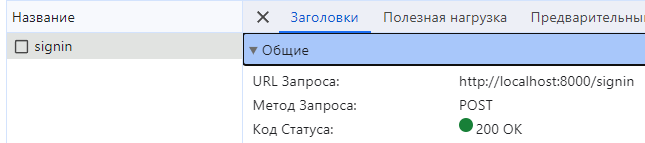 Название
Заголовки Полезная нагрузка Предварительны
signin
Общие
URL Запроса: http://localhost:8000/signin
Метод Запроса: POST
Код Статуса: 200 OK